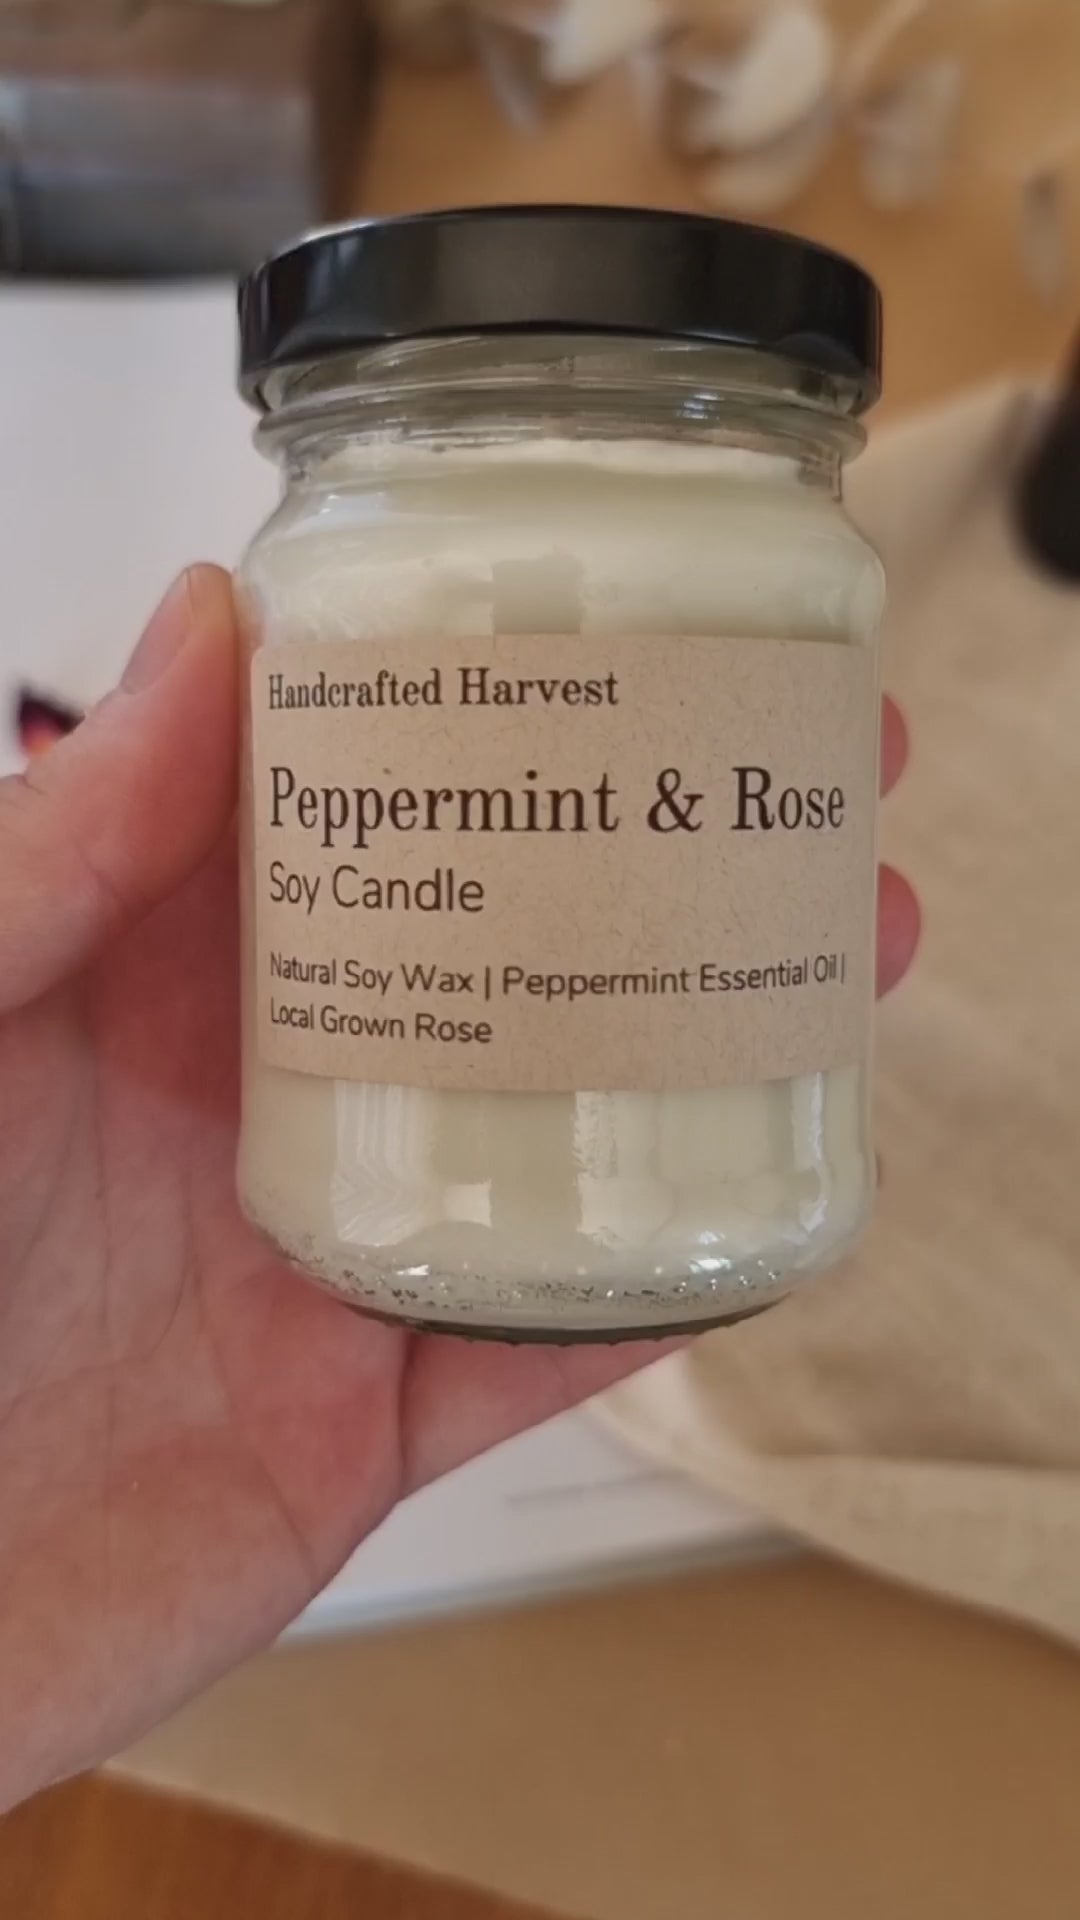 Handcrafted Harvest
Peppermint & Rose
Soy Candle
Natural Soy Wax | Peppermint Essential Oil |
Local Grown Rose